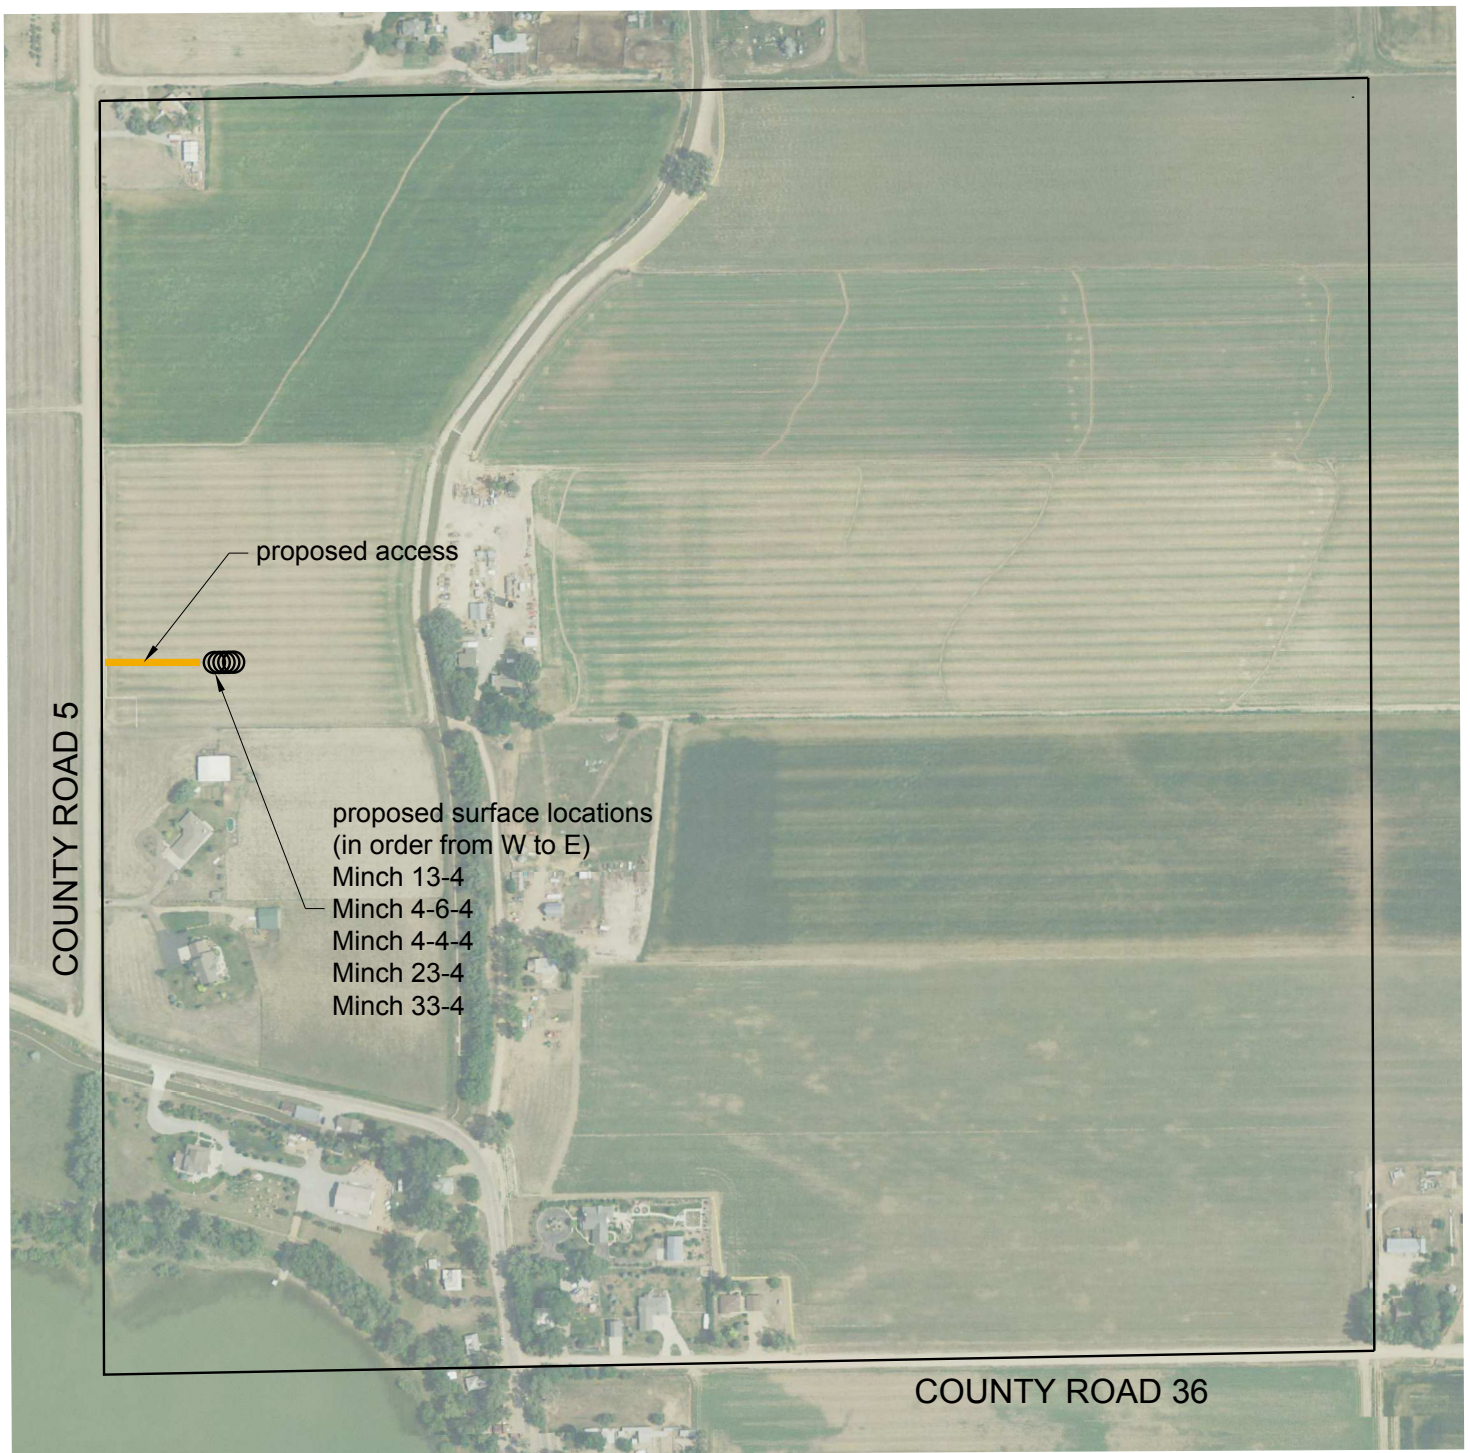 proposed access
COUNTY ROAD 5
proposed surface locations
(in order from W to E)
Minch 13-4
Minch 4-6-4
Minch 4-4-4
Minch 23-4
Minch 33-4
COUNTY ROAD 36